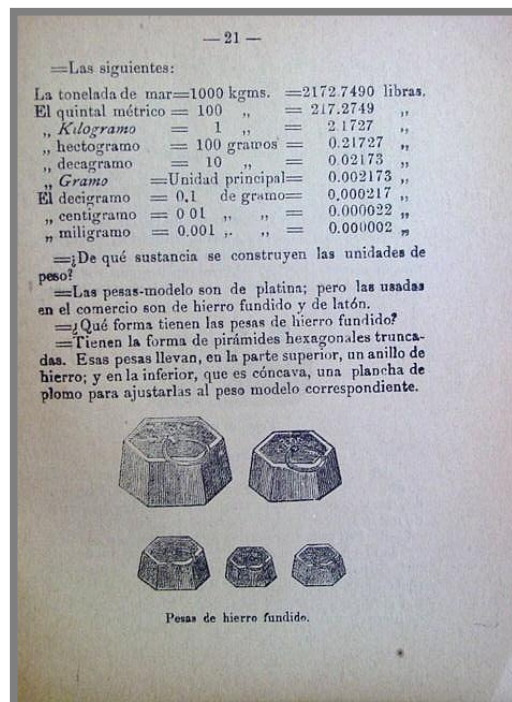 — 21 —
=Las siguientes:
La tonelada de mar=1000 kgms. =2172.7490 libras.
El quintal métrico = 100 ,, = 217.2749 ,,
,, Kilogramo = 1 ,, = 2.1727 ,,
,, hectogramo = 100 gramos = 0.21727 ,,
,, decagramo = 10 ,, = 0.02173 ,,
,, Gramo =Unidad principal= 0.002173 ,,
El decigramo = 0.1 de gramo= 0,000217 ,,
,, centigramo = 0 01 ,, ,, = 0.000022 ,,
,, miligramo = 0.001 ,. ,, = 0.000002 ,,
=¿De qué sustancia se construyen las unidades de
peso?
=Las pesas-modelo son de platina; pero las usadas
en el comercio son de hierro fundido y de latón.
=¿Qué forma tienen las pesas de hierro fundido?
=Tienen la forma de pirámides hexagonales trunca-
das. Esas pesas llevan, en la parte superior, un anillo de
hierro; y en la inferior, que es cóncava, una plancha de
plomo para ajustarlas al peso modelo correspondiente.
Pesas de hierro fundido.